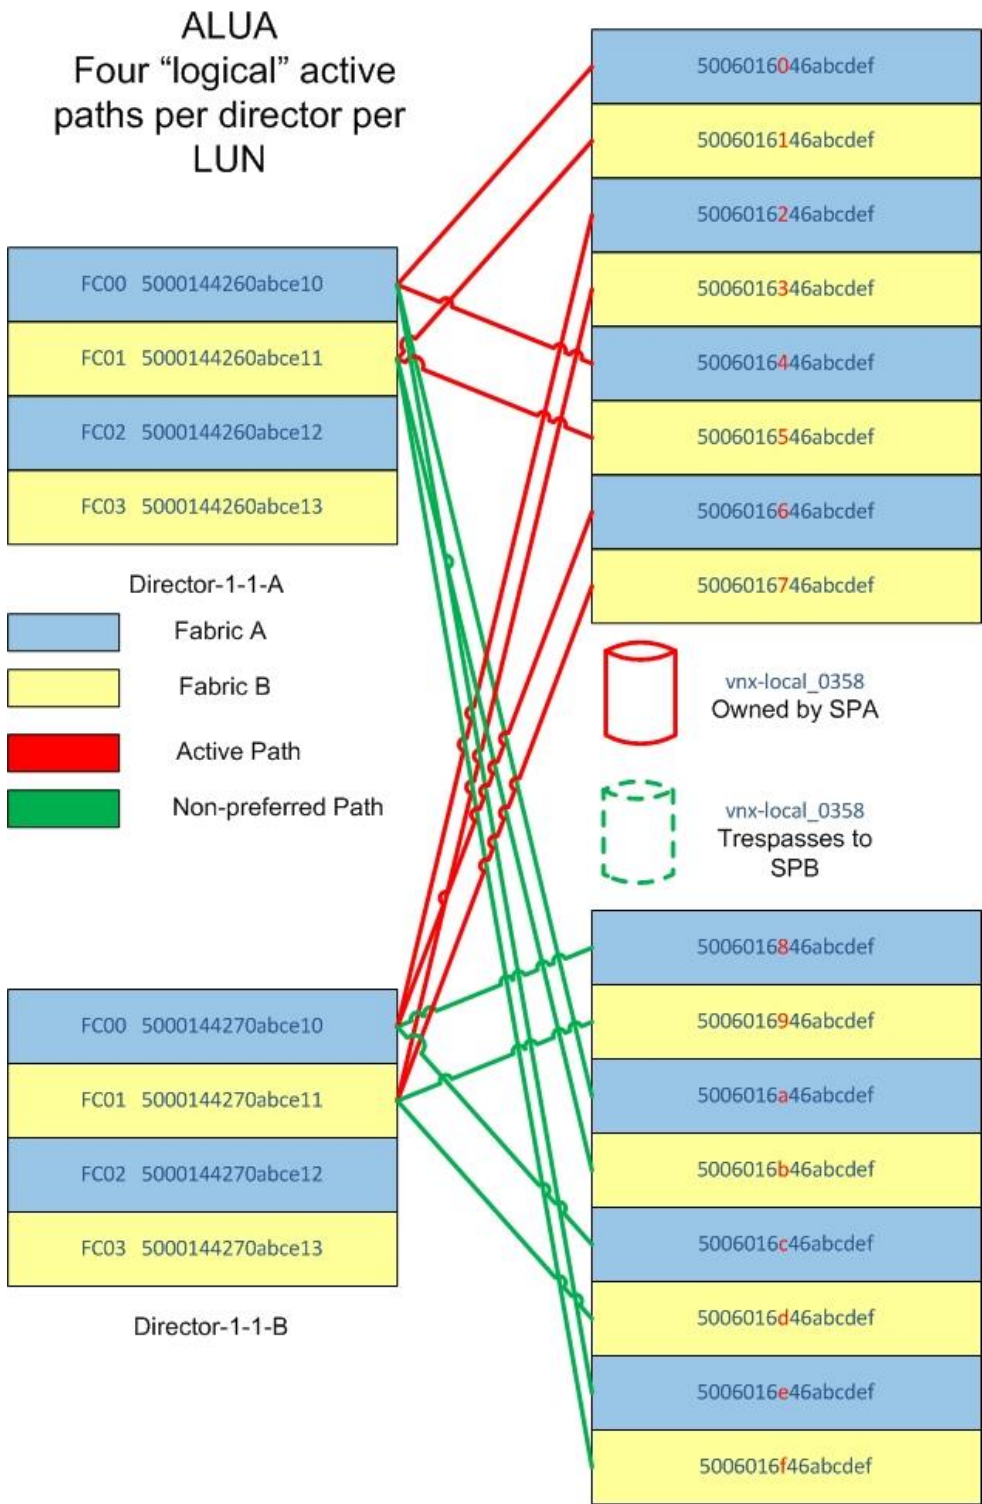 ALUA
Four “logical” active
paths per director per
LUN
FC00 5000144260abce10
FC01 5000144260abce11
FC02 5000144260abce12
FC03 5000144260abce13
Director-1-1-A
Fabric A
Fabric B
Active Path
Non-preferred Path
FC00 5000144270abce10
FC01 5000144270abce11
FC02 5000144270abce12
FC03 5000144270abce13
Director-1-1-B
5006016046abcdef
5006016146abcdef
5006016246abcdef
5006016346abcdef
5006016446abcdef
5006016546abcdef
5006016646abcdef
5006016746abcdef
vnx-local_0358
Owned by SPA
vnx-local_0358
Trespasses to
SPB
5006016846abcdef
5006016946abcdef
5006016a46abcdef
5006016b46abcdef
5006016c46abcdef
5006016d46abcdef
5006016e46abcdef
5006016f46abcdef